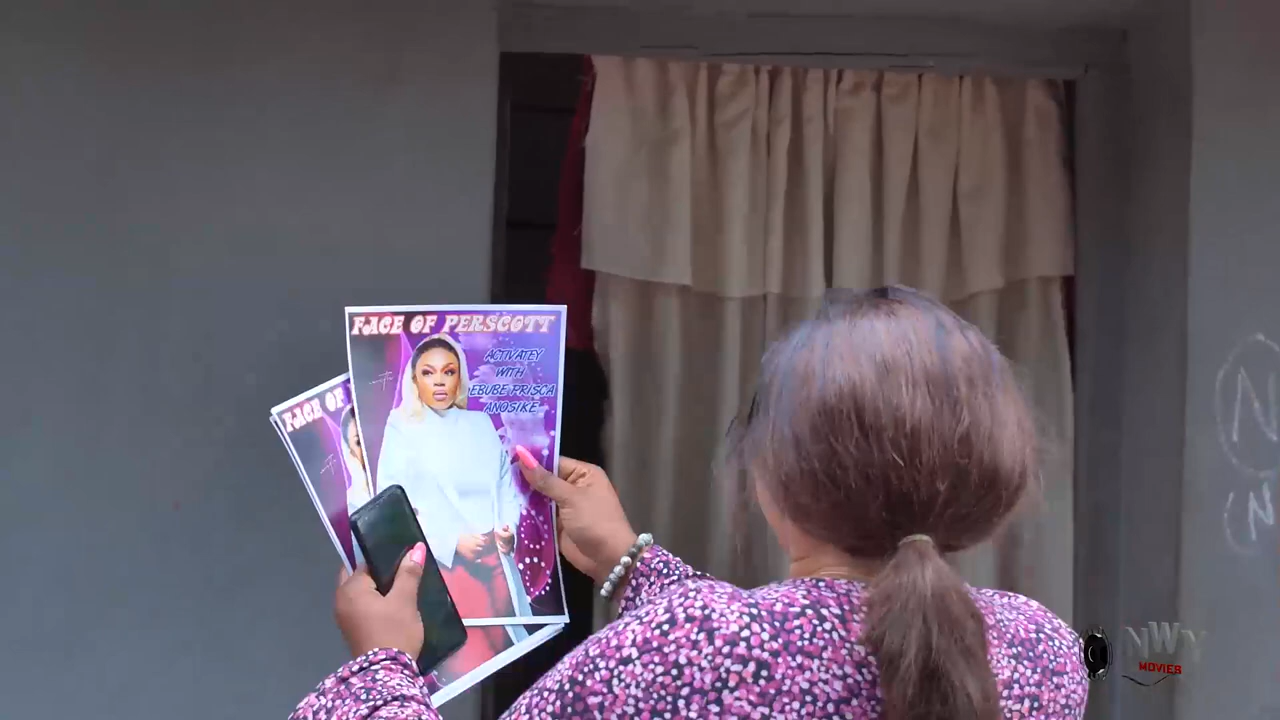 FACE OF PERSCOTT
ACTIVATEY
WITH
EBUBE PRISCA
ANOSIKE
FACE OF
NWY
MOVIES
N
(N